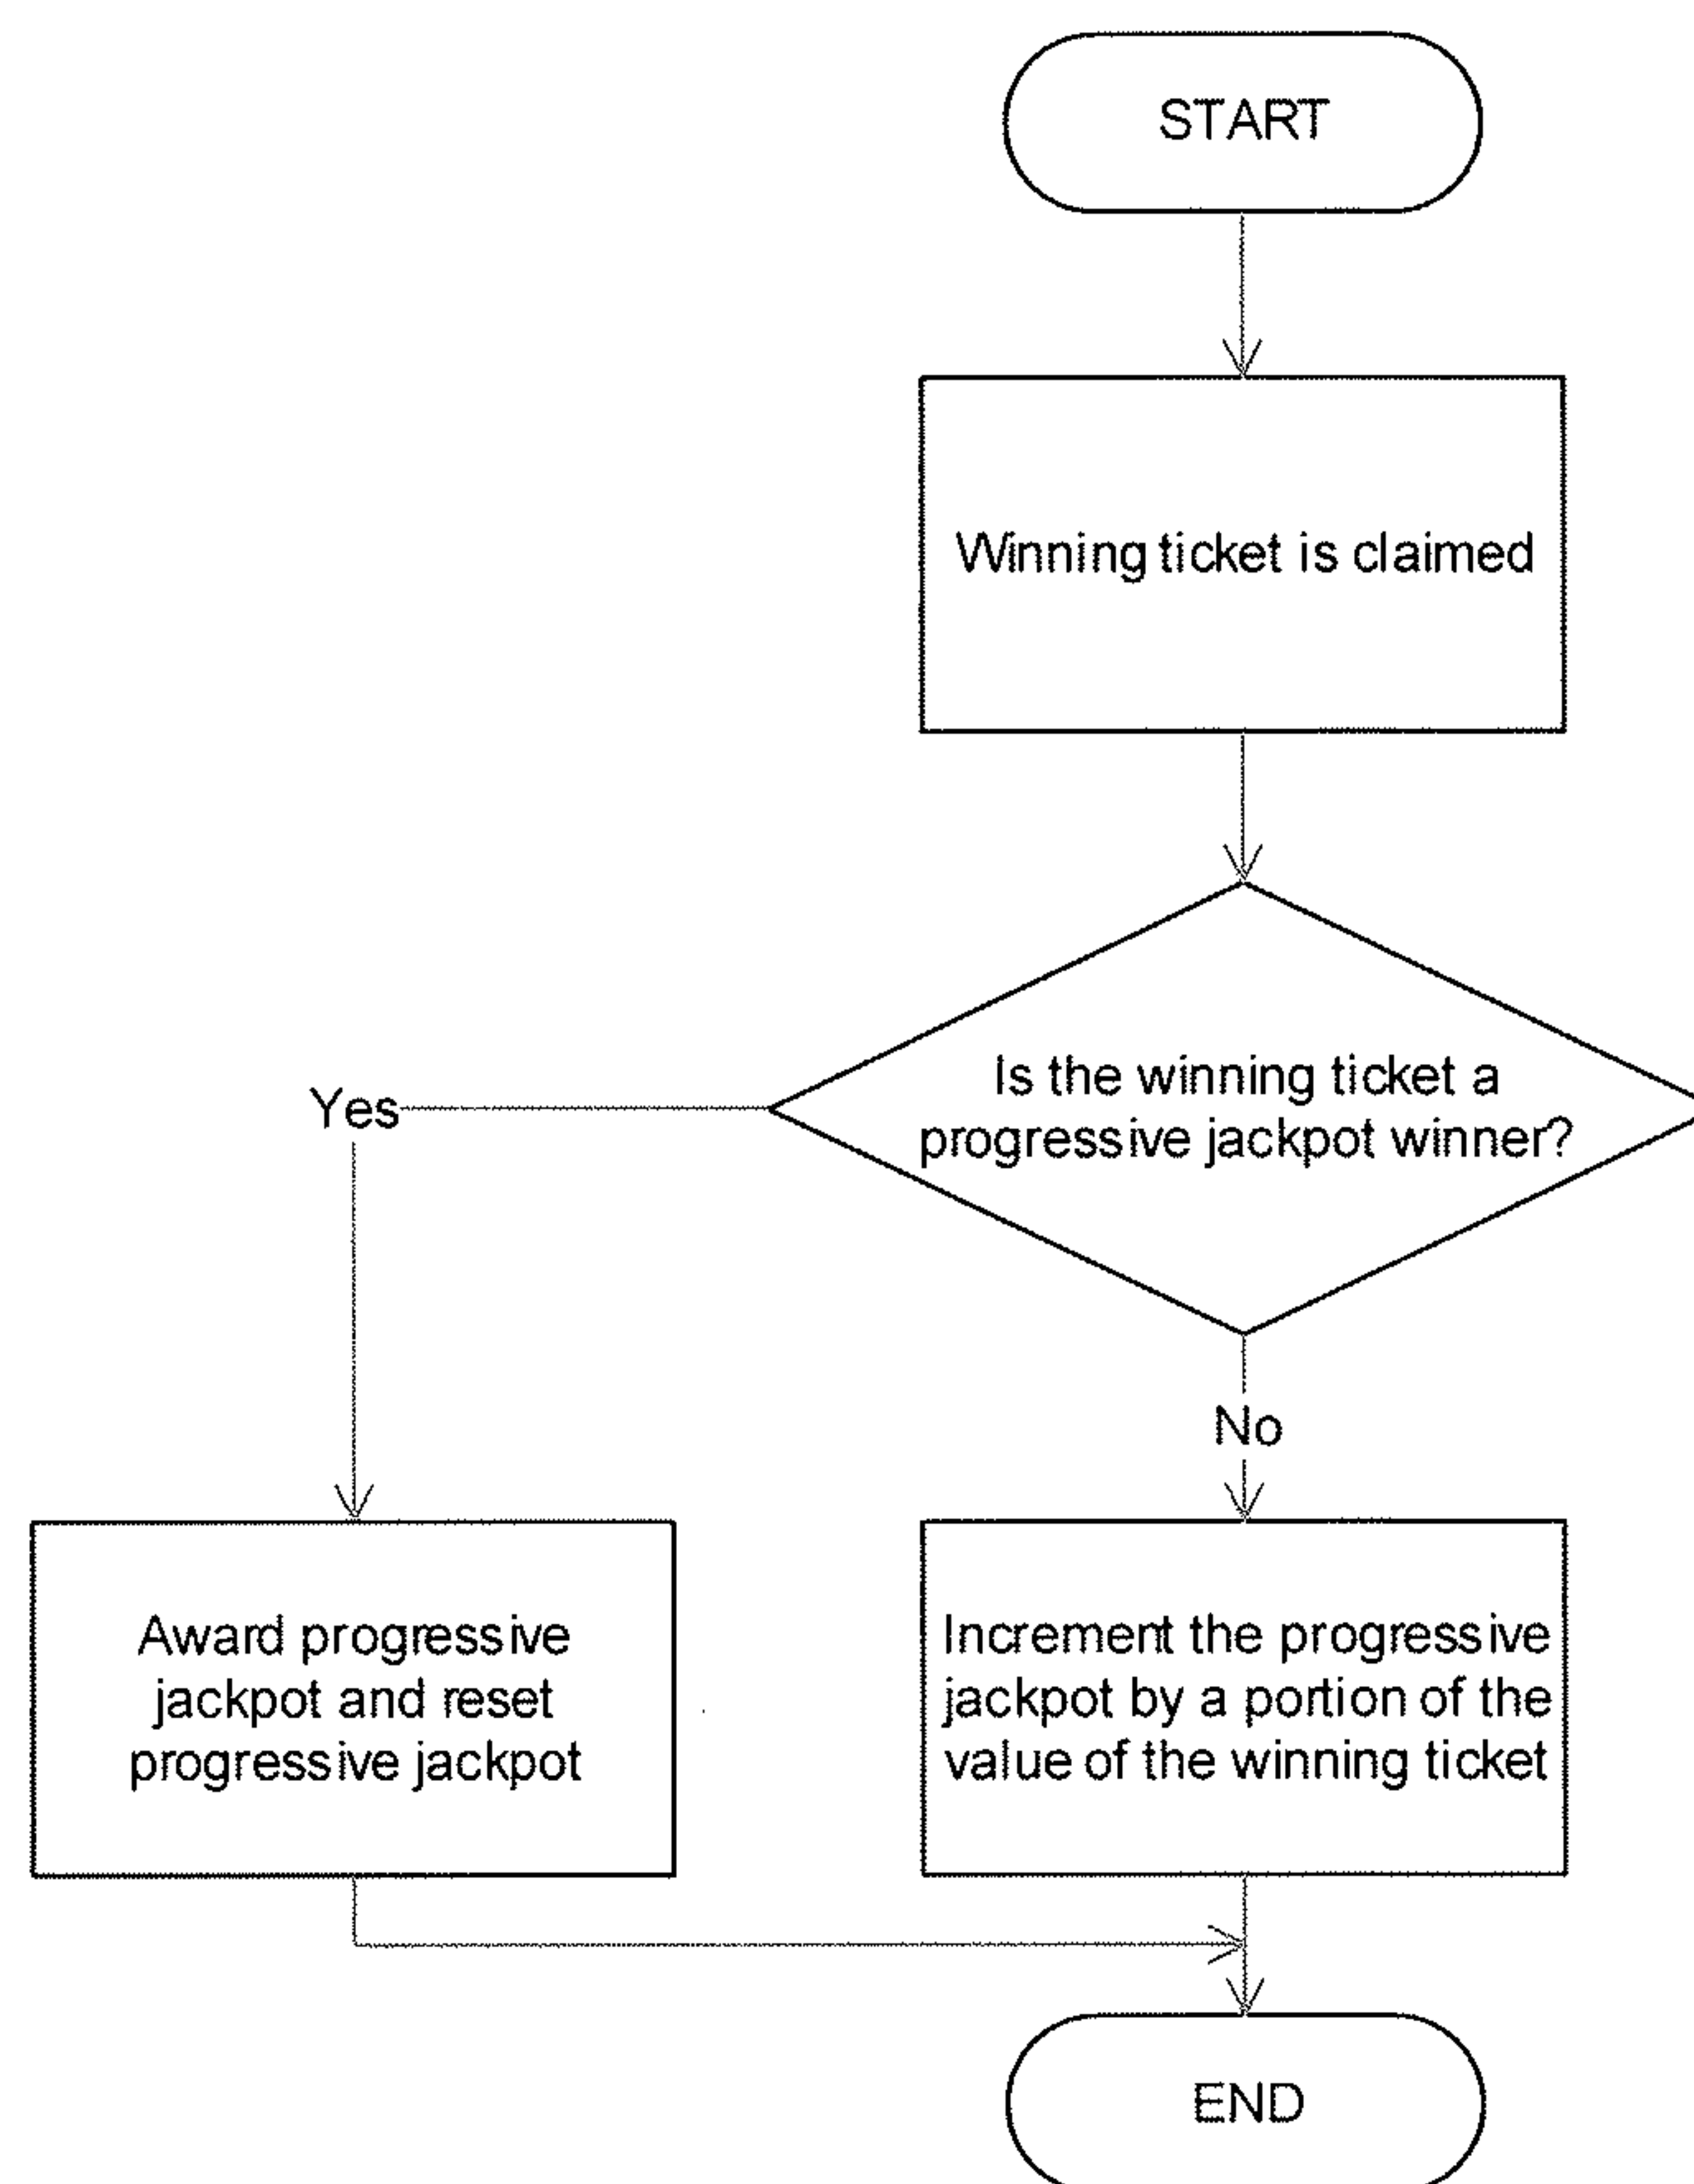 START
Winning ticket is claimed
Is the winning ticket a
progressive jackpot winner?
Yes
No
Award progressive
jackpot and reset
progressive jackpot
Increment the progressive
jackpot by a portion of the
value of the winning ticket
END